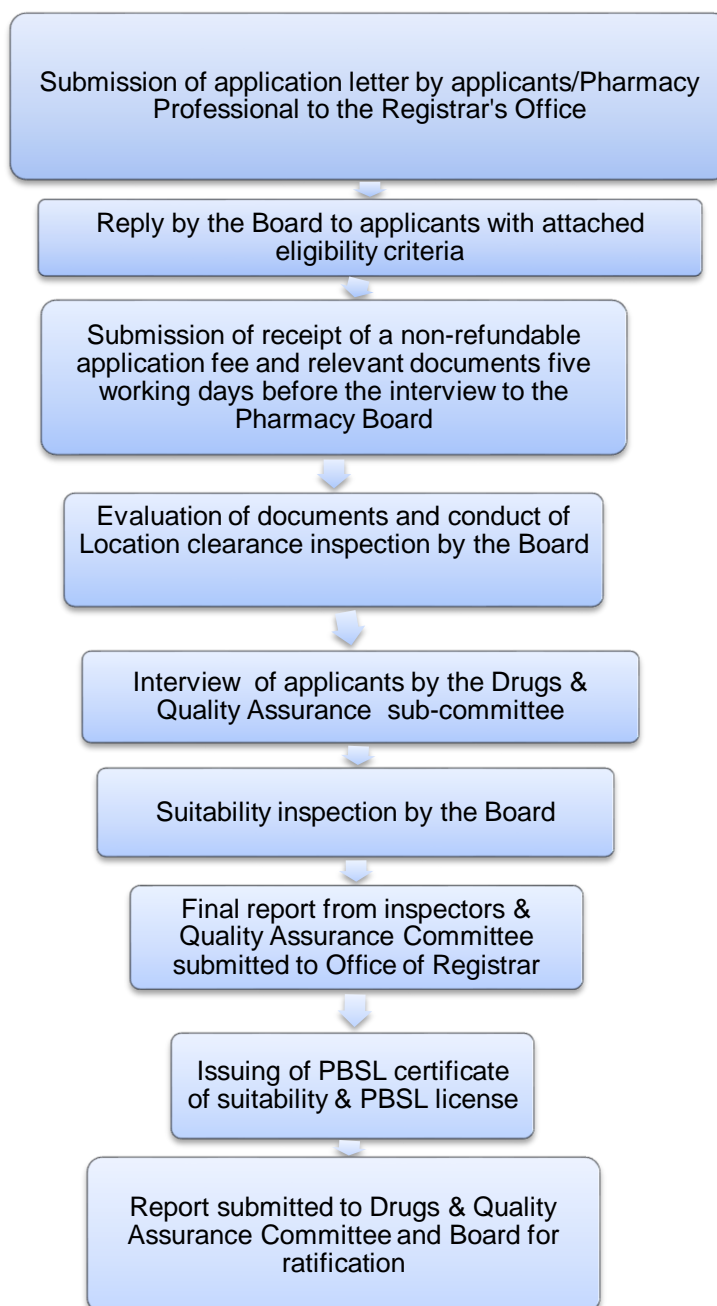 Submission of application letter by applicants/Pharmacy
Professional to the Registrar's Office
Reply by the Board to applicants with attached
eligibility criteria
Submission of receipt of a non-refundable
application fee and relevant documents five
working days before the interview to the
Pharmacy Board
Evaluation of documents and conduct of
Location clearance inspection by the Board
Interview of applicants by the Drugs &
Quality Assurance sub-committee
Suitability inspection by the Board
Final report from inspectors &
Quality Assurance Committee
submitted to Office of Registrar
Issuing of PBSL certificate
of suitability & PBSL license
Report submitted to Drugs & Quality
Assurance Committee and Board for
ratification